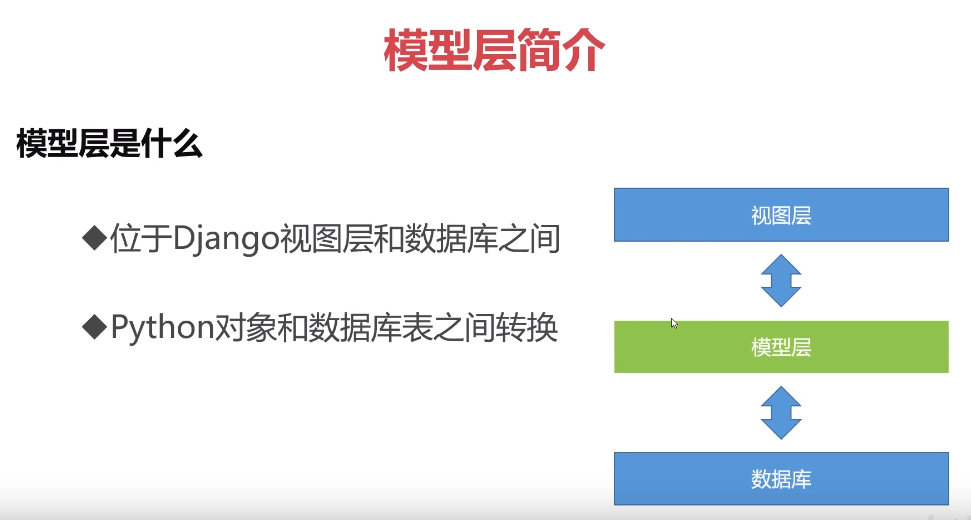 模型层简介
模型层是什么
◆位于Django视图层和数据库之间
◆Python对象和数据库表之间转换
视图层
模型层
数据库